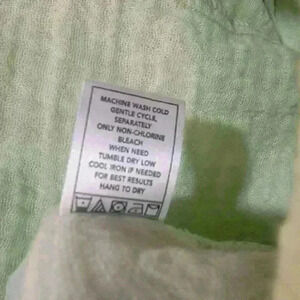 MACHINE WASH COLD
GENTLE CYCLE,
SEPARATELY
ONLY NON-CHLORINE
BLEACH
WHEN NEED
TUMBLE DRY LOW
COOL IRON IF NEEDED
FOR BEST RESULTS
HANG TO DRY